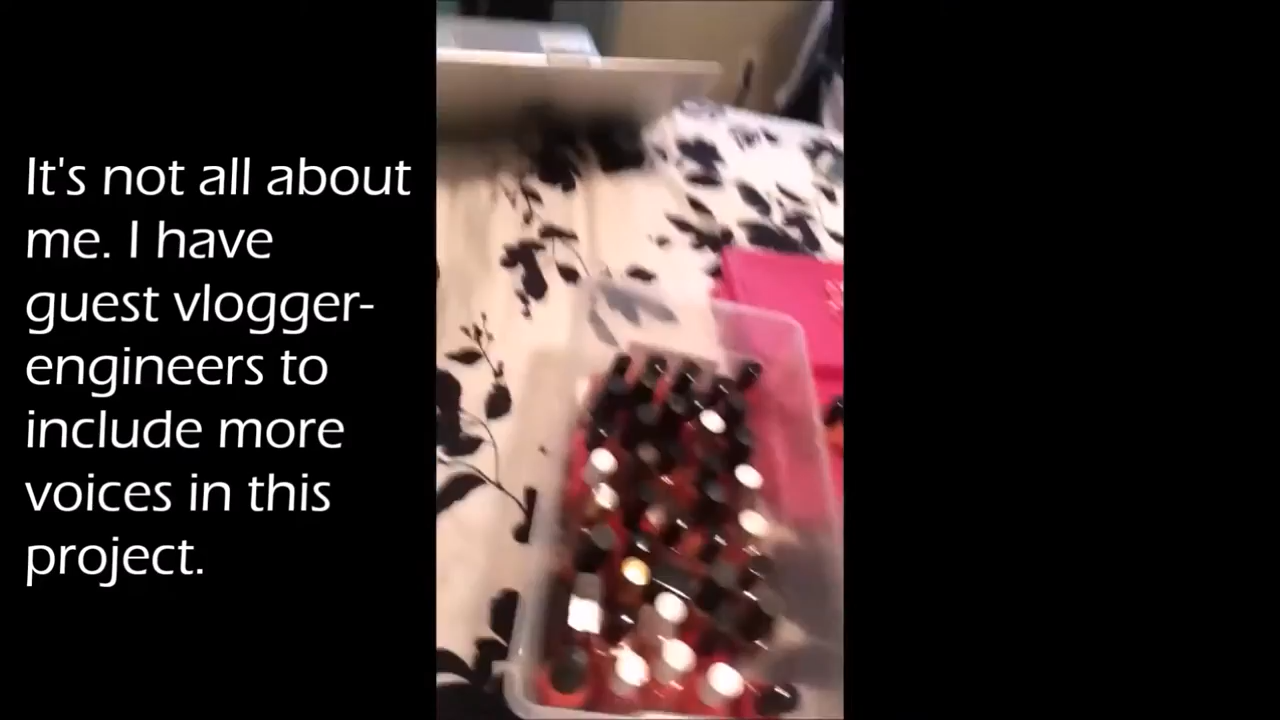 It's not all about
me. I have
guest vlogger-
engineers to
include more
voices in this
project.